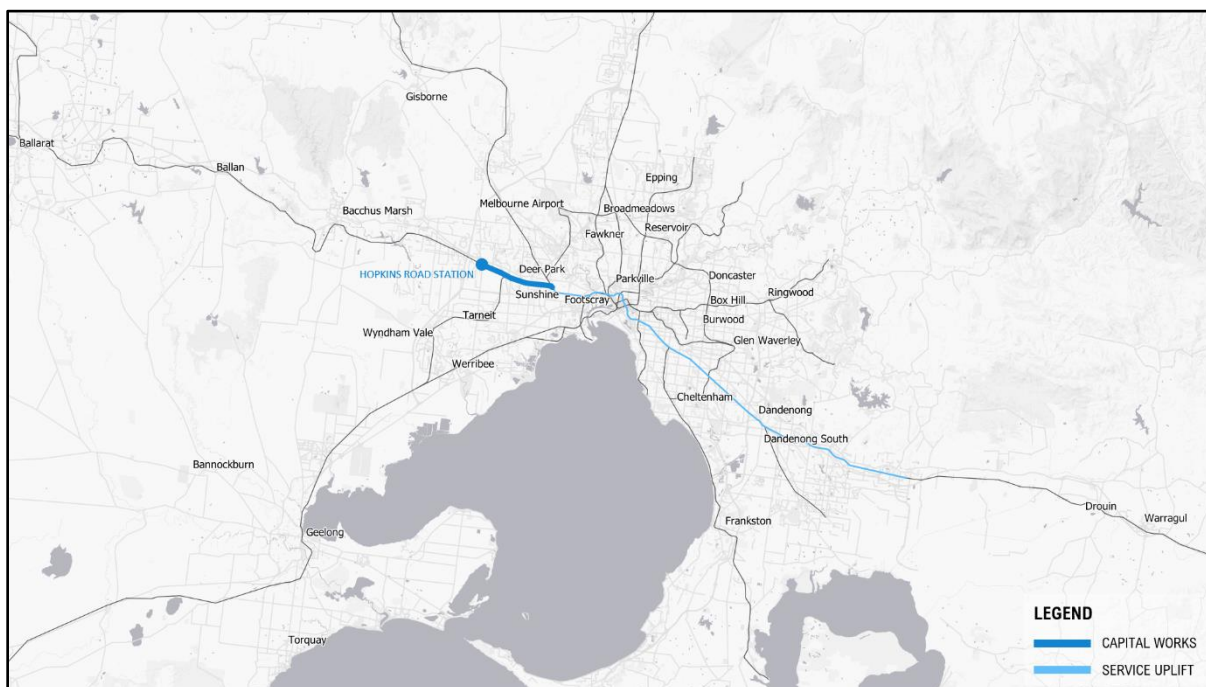 Gisborne
Ballarat
Epping
Ballan
Melbourne Airport
Broadmeadows
Bacchus Marsh
Reservoir
Fawkner
Deer Park
HOPKINS ROAD STATION
Parkville
Doncaster
Sunshine
Footscray
Box Hill
Ringwood
Tarneit
Burwood
Wyndham Vale
Glen Waverley
Werribee
Cheltenham
Dandenong
Dandenong South
Bannockburn
Drouin
Warragul
Frankston
Geelong
Torquay
LEGEND
CAPITAL WORKS
SERVICE UPLIFT